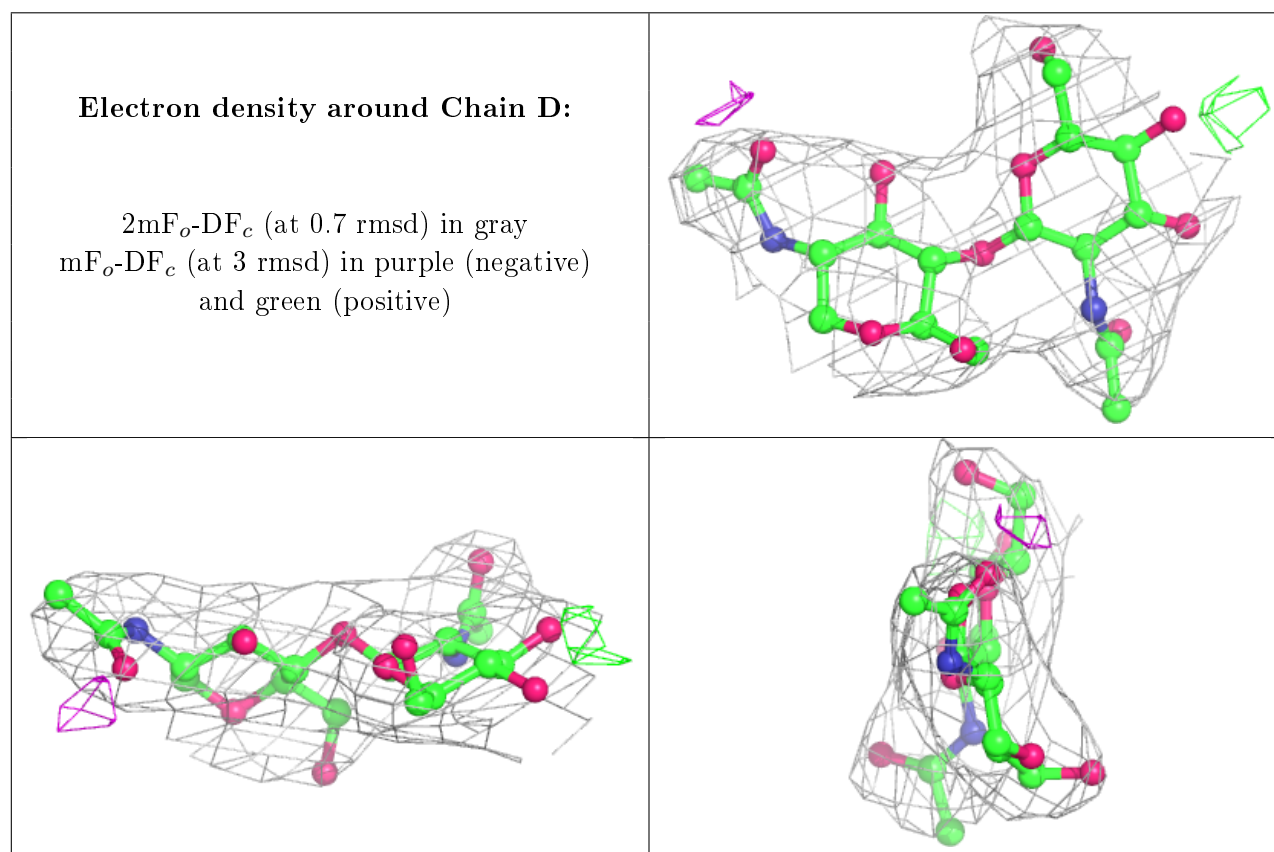 Electron density around Chain D:
2mFₒ-DF𝒸 (at 0.7 rmsd) in gray
mFₒ-DF𝒸 (at 3 rmsd) in purple (negative)
and green (positive)